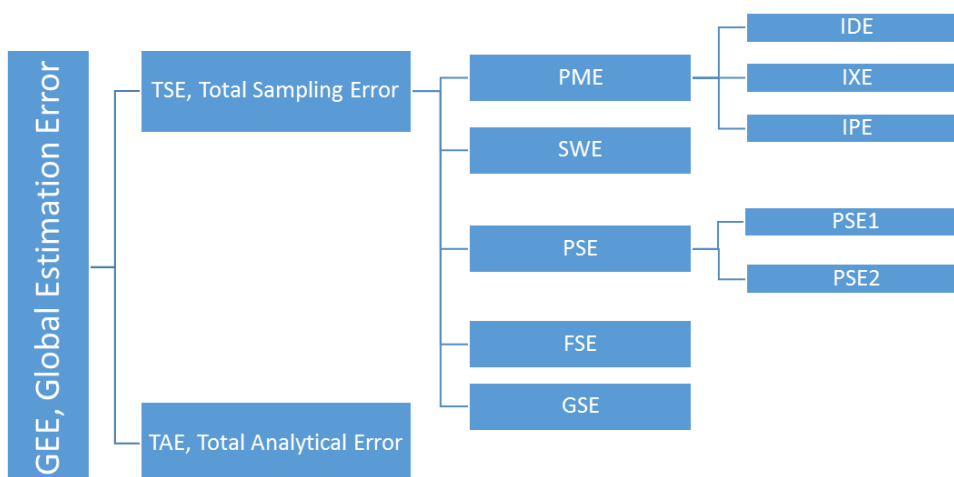 GEE, Global Estimation Error
TSE, Total Sampling Error
TAE, Total Analytical Error
PME
SWE
PSE
FSE
GSE
IDE
IXE
IPE
PSE1
PSE2